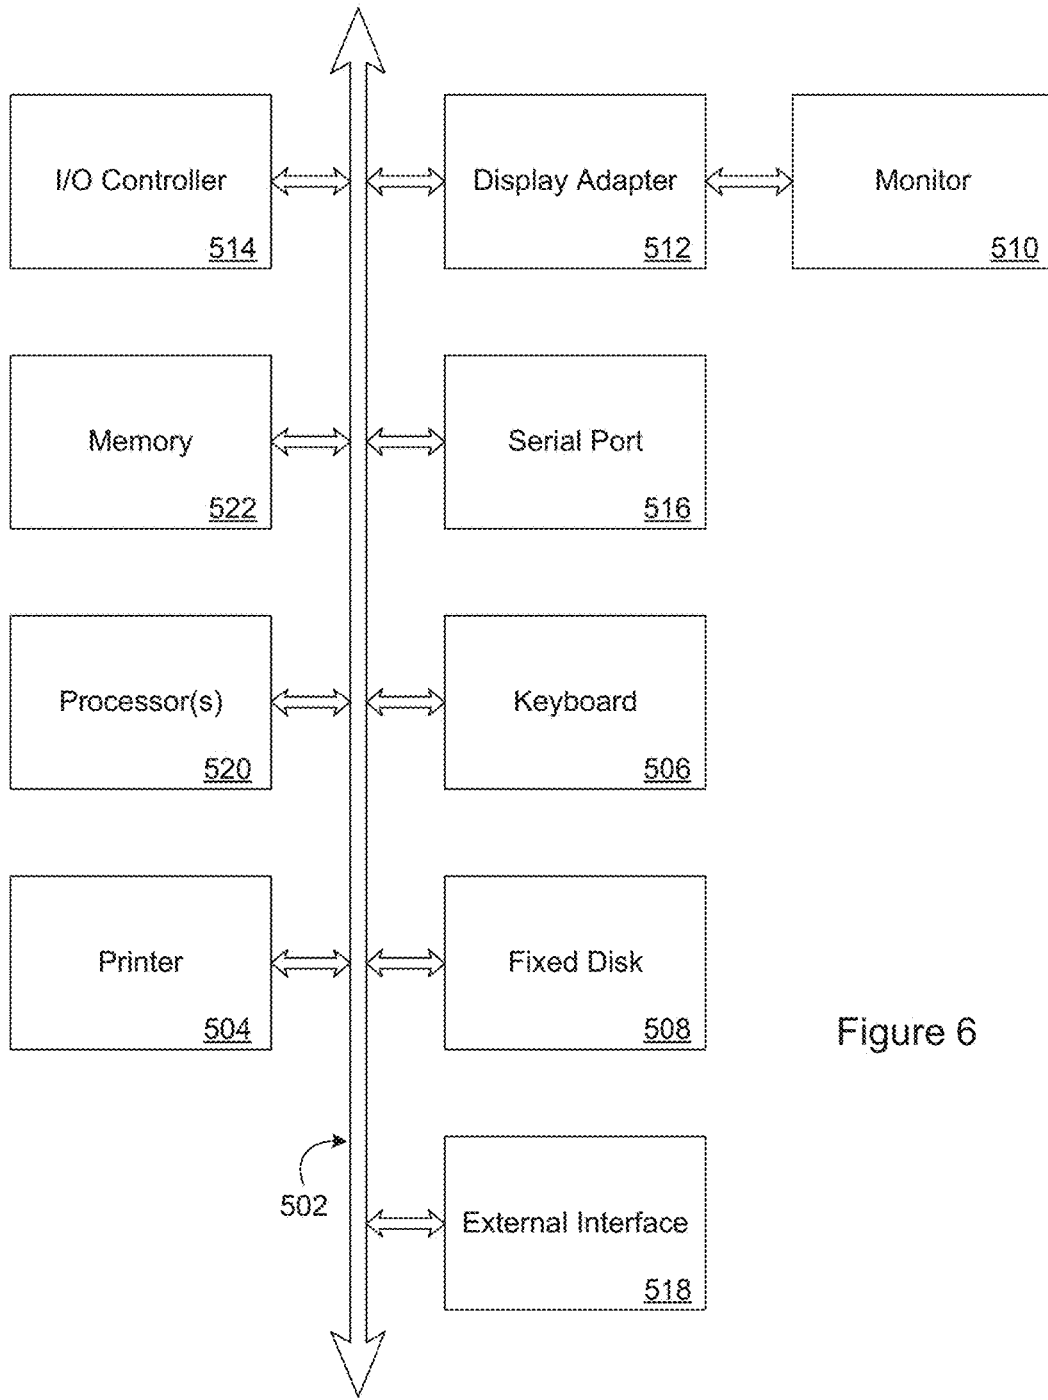 I/O Controller
514
Display Adapter
512
Monitor
510
Memory
522
Serial Port
516
Processor(s)
520
Keyboard
506
Printer
504
Fixed Disk
508
Figure 6
502
External Interface
518